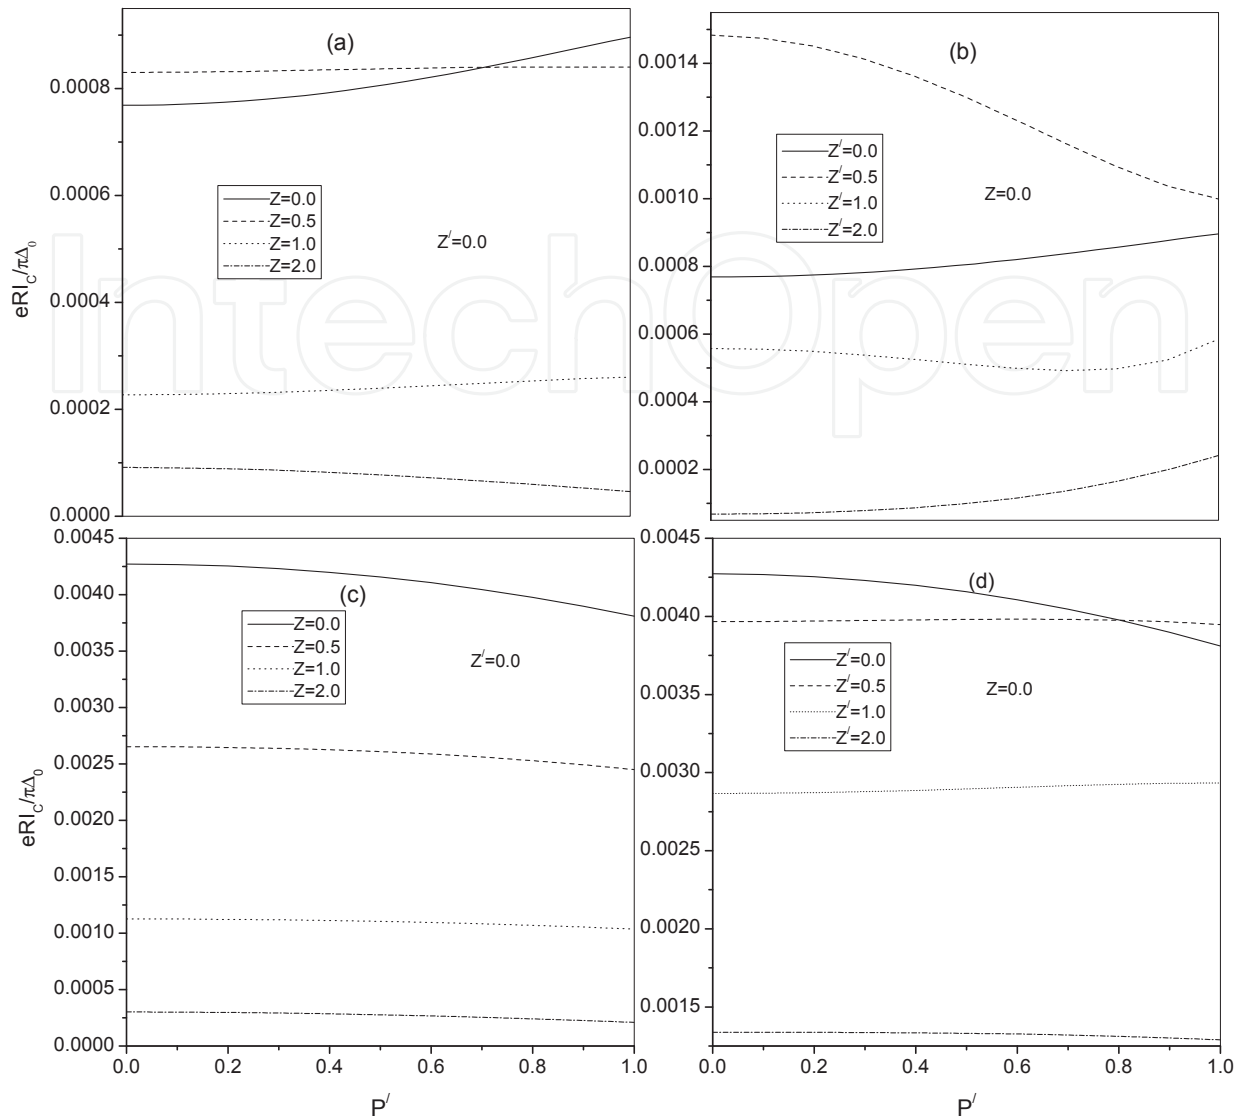 (a)
0.0008
0.0006
0.0004
0.0002
0.0000
eRI_C/πΔ_0
Z=0.0
Z=0.5
Z=1.0
Z=2.0
Z^/=0.0
(b)
0.0014
0.0012
0.0010
0.0008
0.0006
0.0004
0.0002
Z^/=0.0
Z^/=0.5
Z^/=1.0
Z^/=2.0
Z=0.0
IntechOpen
(c)
0.0045
0.0040
0.0035
0.0030
0.0025
0.0020
0.0015
0.0010
0.0005
0.0000
eRI_C/πΔ_0
Z=0.0
Z=0.5
Z=1.0
Z=2.0
Z^/=0.0
0.0 0.2 0.4 0.6 0.8 1.0
P^/
(d)
0.0045
0.0040
0.0035
0.0030
0.0025
0.0020
0.0015
Z^/=0.0
Z^/=0.5
Z^/=1.0
Z^/=2.0
Z=0.0
0.0 0.2 0.4 0.6 0.8 1.0
P^/